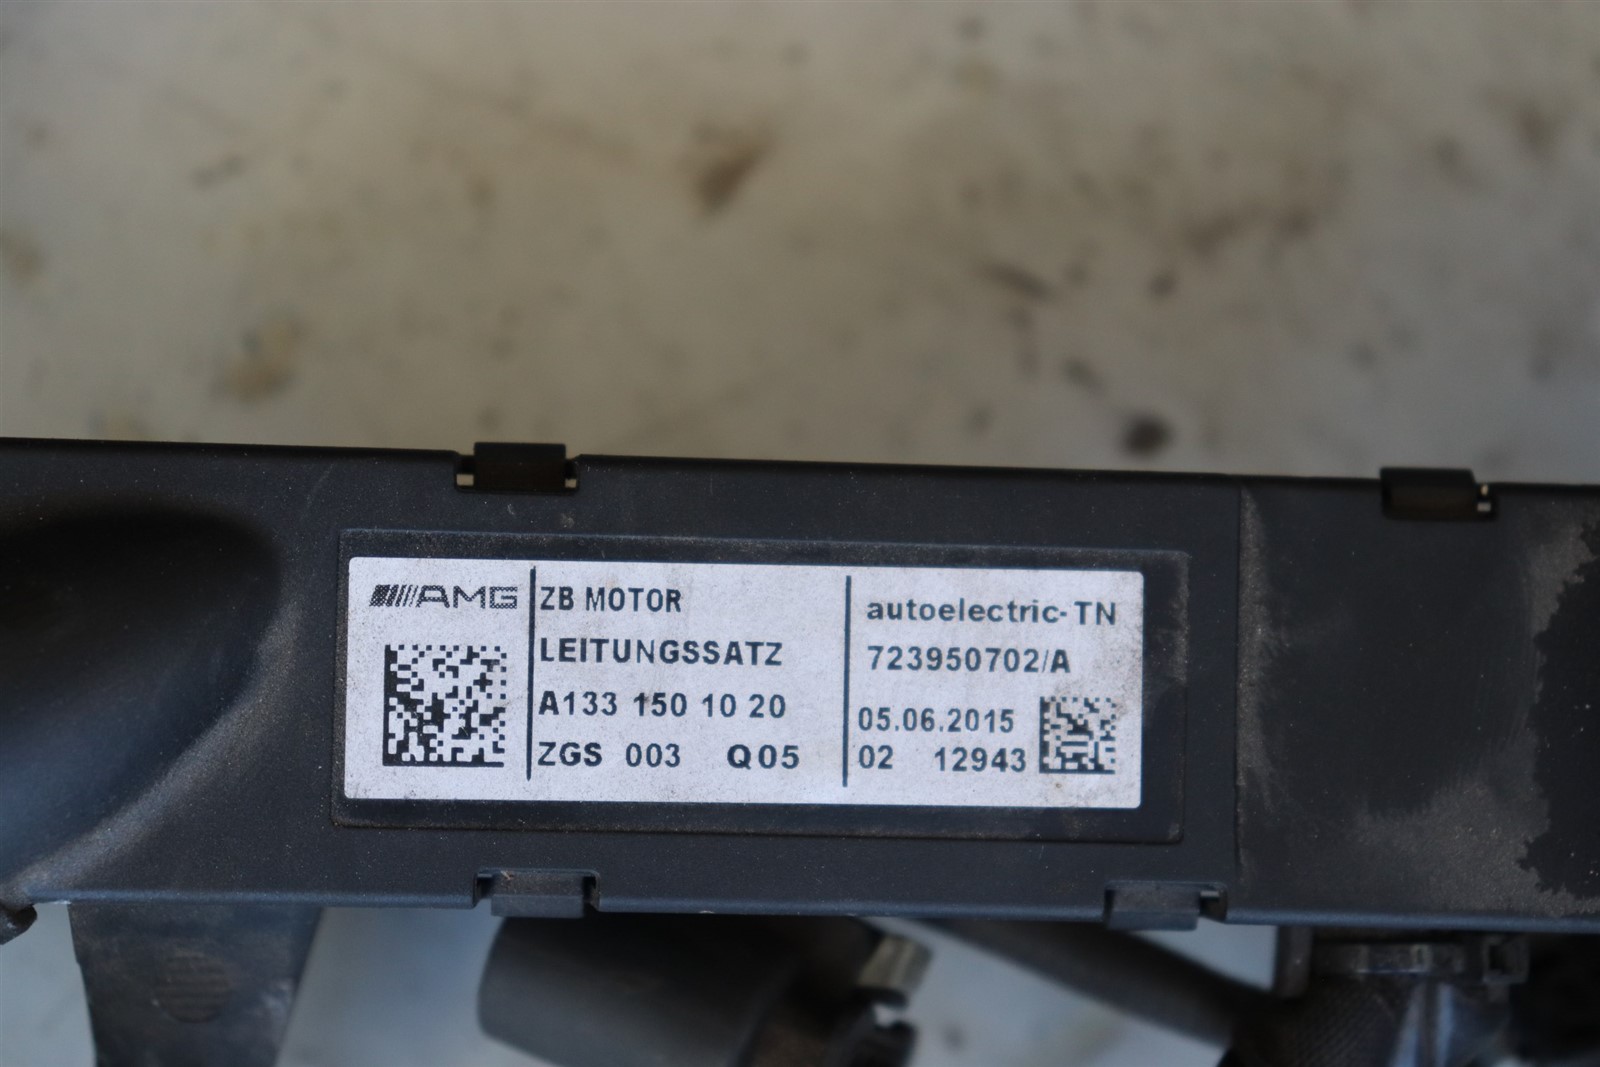 AMG
ZB MOTOR
LEITUNGSSATZ
A133 150 10 20
ZGS 003 Q05
autoelectric-TN
723950702/A
05.06.2015
02 12943